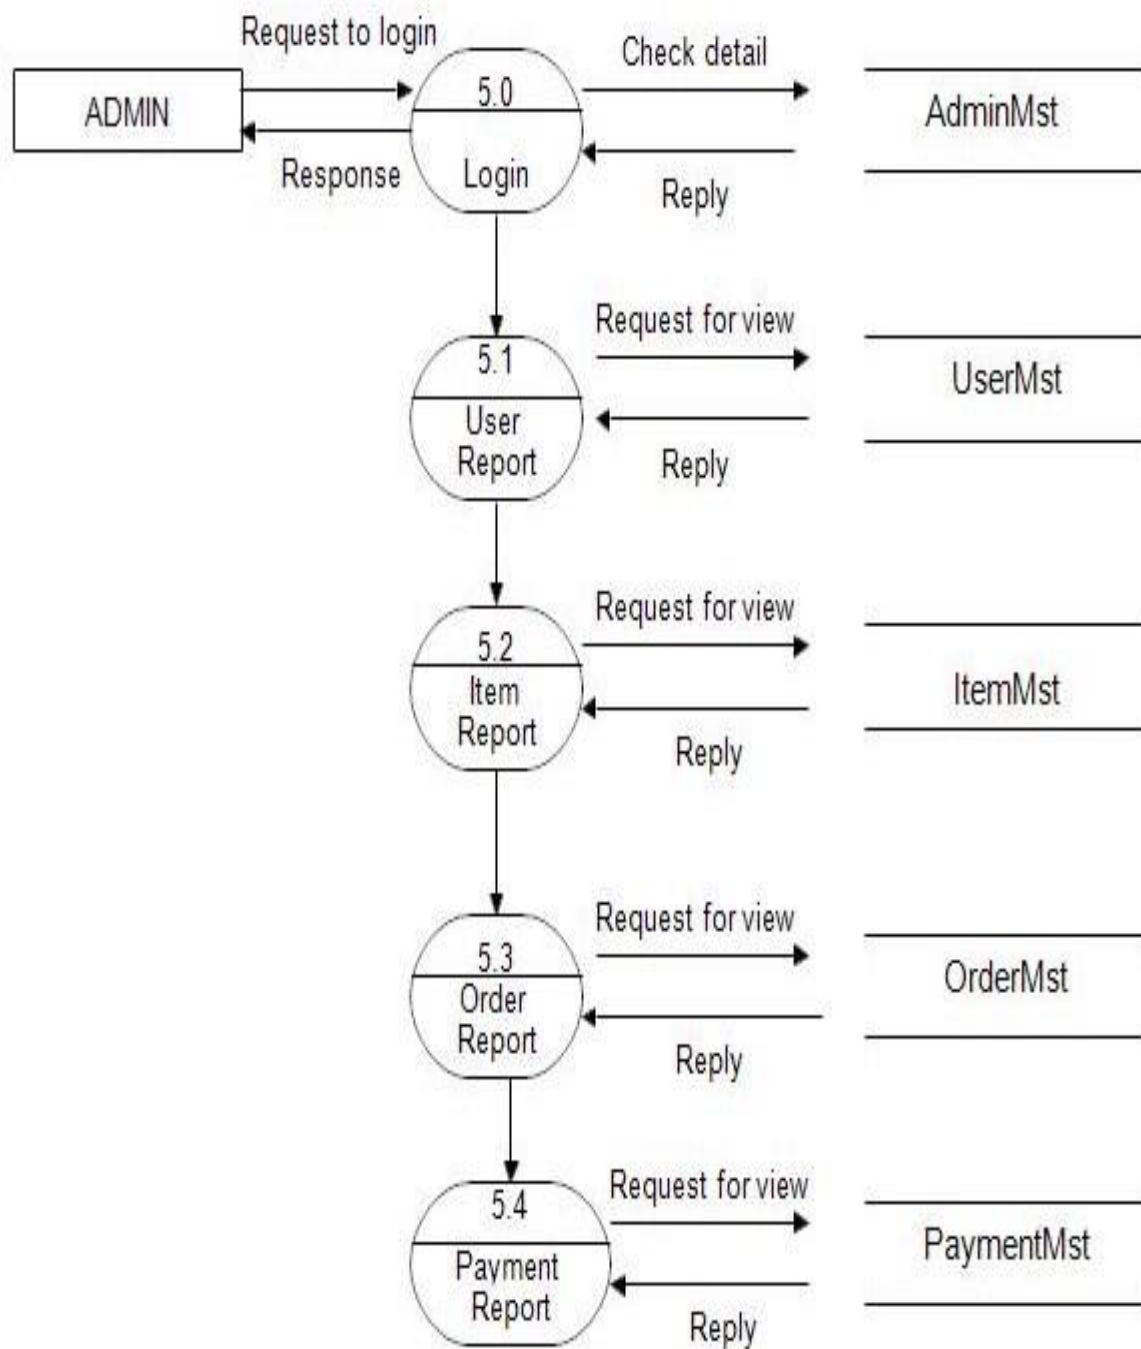 Request to login
Check detail
ADMIN
5.0
AdminMst
Login
Response
Reply
Request for view
5.1
UserMst
User
Report
Reply
Request for view
5.2
Item
Report
ItemMst
Reply
Request for view
5.3
Order
Report
OrderMst
Reply
Request for view
5.4
Payment
Report
PaymentMst
Reply